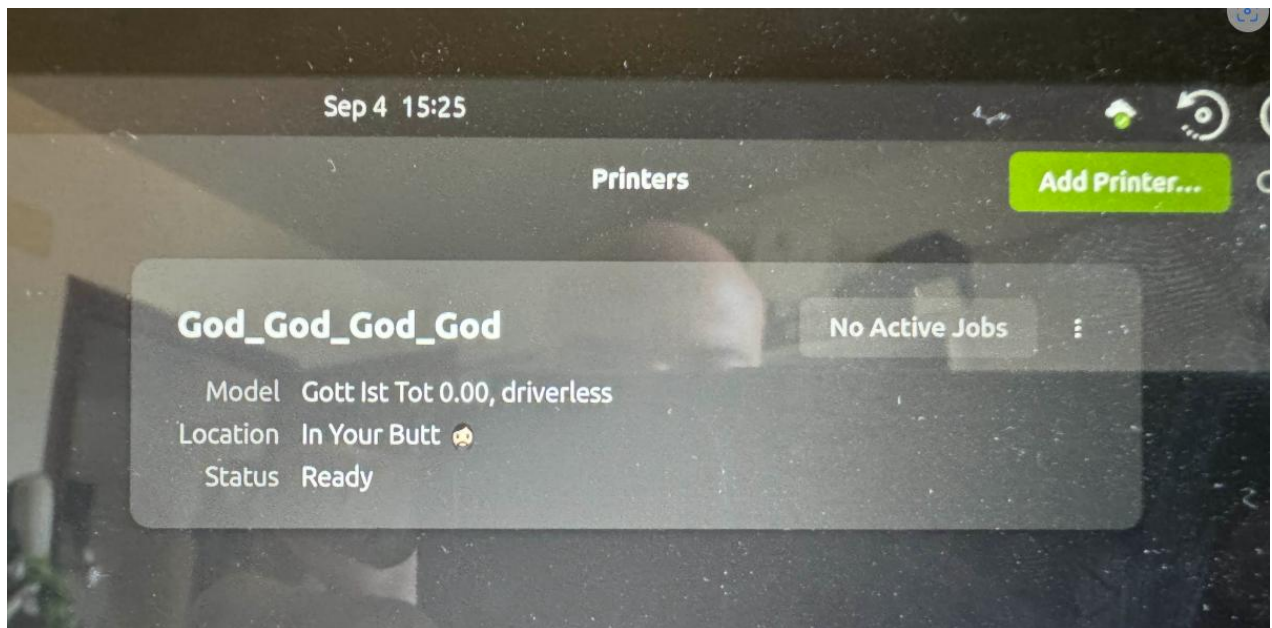 Sep 4 15:25
Printers
Add Printer...
God_God_God_God
No Active Jobs
Model Gott Ist Tot 0.00, driverless
Location In Your Butt 🧔🏻
Status Ready